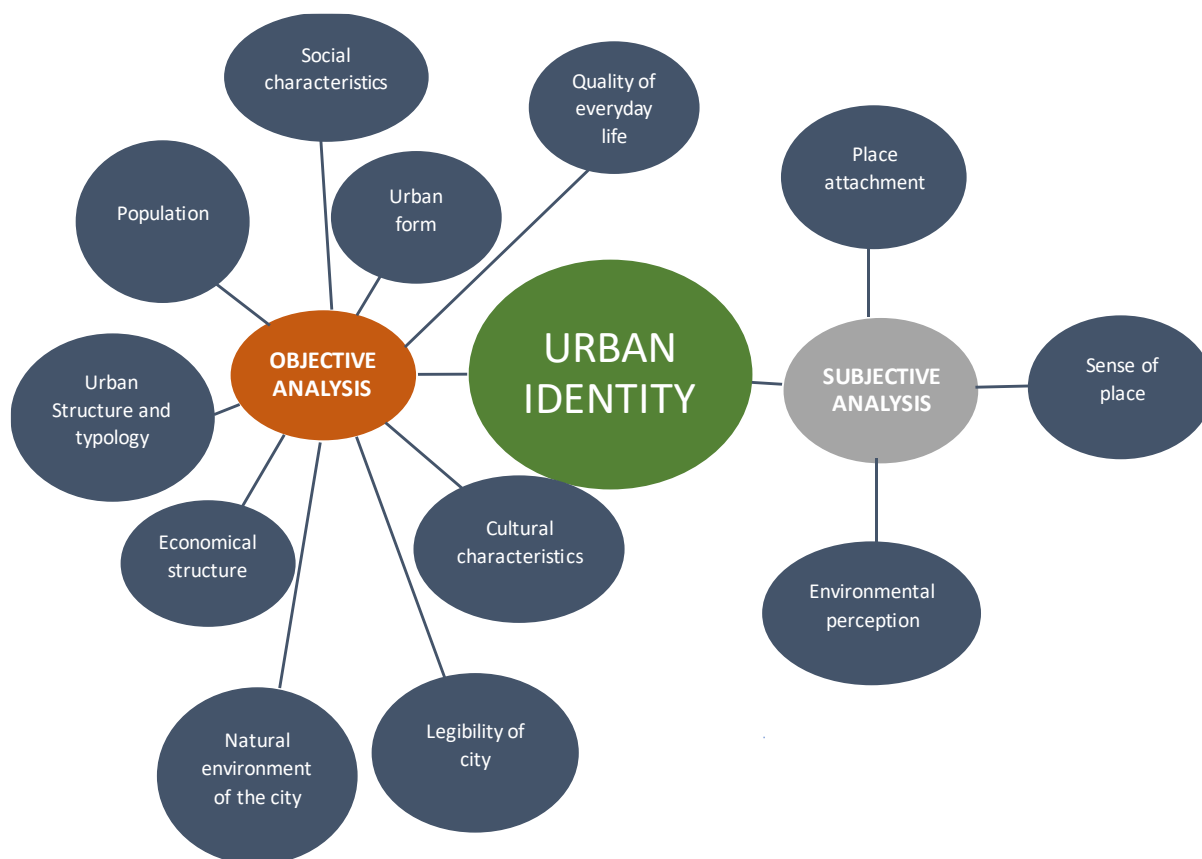 Social
characteristics
Quality of
everyday
life
Place
attachment
Population
Urban
form
OBJECTIVE
ANALYSIS
URBAN
IDENTITY
SUBJECTIVE
ANALYSIS
Sense of
place
Urban
Structure and
typology
Economical
structure
Cultural
characteristics
Environmental
perception
Natural
environment
of the city
Legibility of
city